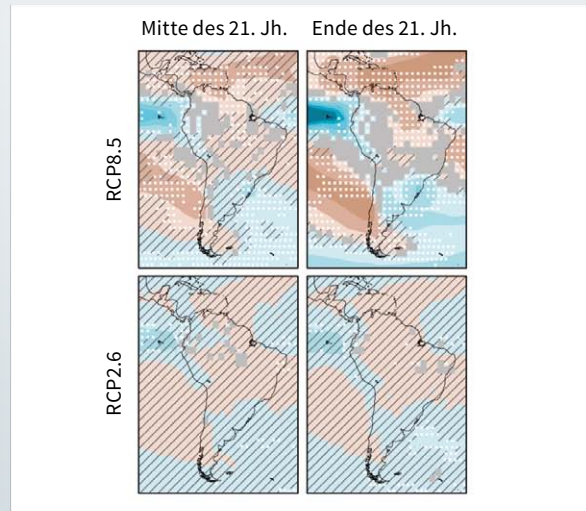 Mitte des 21. Jh.
Ende des 21. Jh.
RCP8.5
RCP2.6